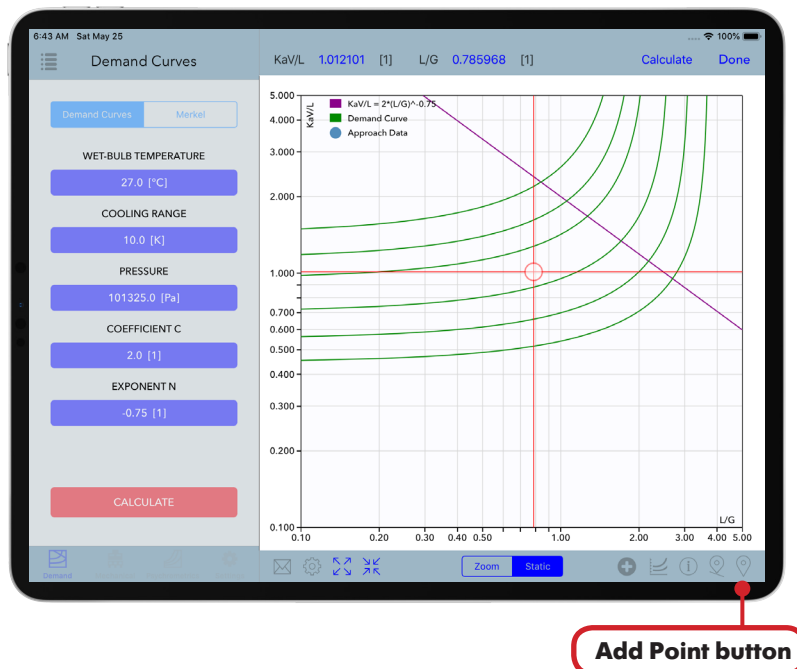 6:43 AM Sat May 25
100%
Demand Curves
KaV/L 1.012101 [1] L/G 0.785968 [1]
Calculate Done
Demand Curves Merkel
WET-BULB TEMPERATURE
27.0 [°C]
COOLING RANGE
10.0 [K]
PRESSURE
101325.0 [Pa]
COEFFICIENT C
2.0 [1]
EXPONENT N
-0.75 [1]
CALCULATE
Demand
5.000
4.000
3.000
2.000
1.000
0.700
0.600
0.500
0.400
0.300
0.200
0.100
KaV/L
KaV/L = 2*(L/G)^-0.75
Demand Curve
Approach Data
L/G
0.10 0.20 0.30 0.40 0.50 1.00 2.00 3.00 4.00 5.00
Zoom Static
Add Point button